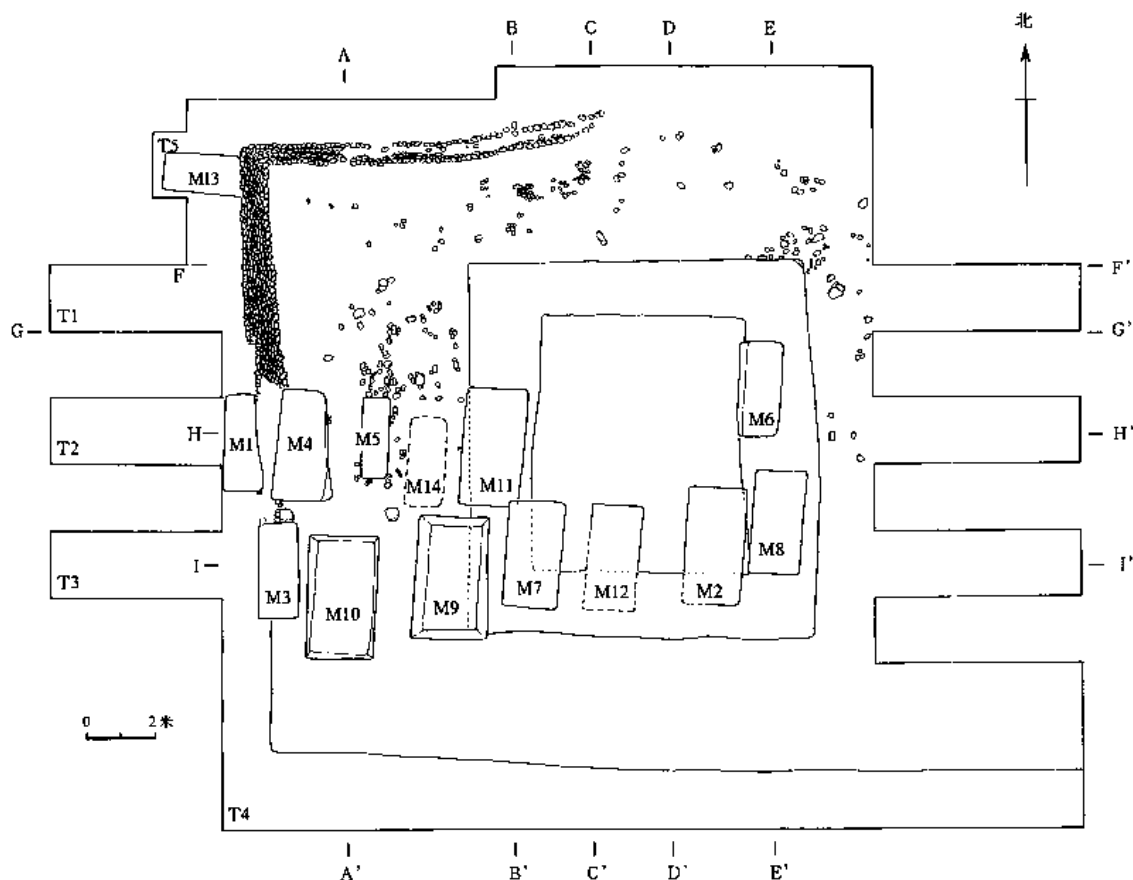 北
B C D E
A
T5
M13
F F'
T1
G G'
M6
M5
H H'
M1 M4
T2
M14 M11
M8
I I'
T3
M7 M12 M2
M3 M9
M10
0 2米
T4
A' B' C' D' E'